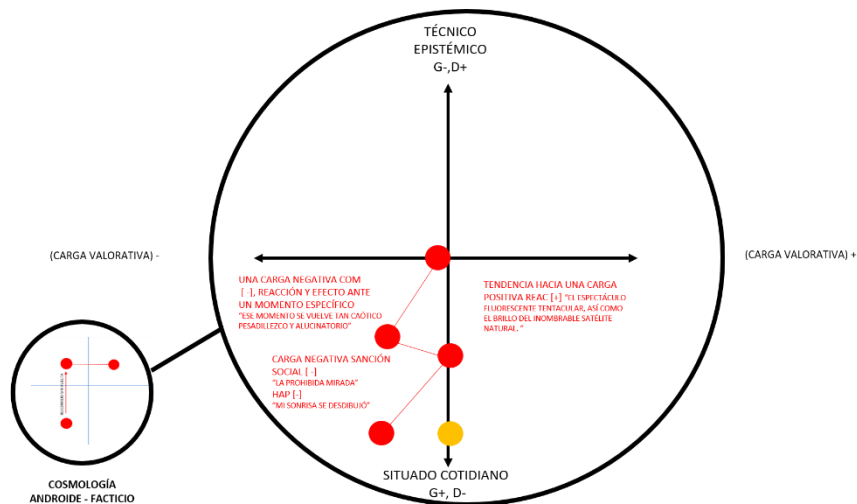 TÉCNICO
EPISTÉMICO
G-,D+
(CARGA VALORATIVA) -
(CARGA VALORATIVA) +
UNA CARGA NEGATIVA COM
[ -], REACCIÓN Y EFECTO ANTE
UN MOMENTO ESPECÍFICO
"ESE MOMENTO SE VUELVE TAN CAÓTICO
PESADILLEZCO Y ALUCINATORIO"
TENDENCIA HACIA UNA CARGA
POSITIVA REAC [+] "EL ESPECTÁCULO
FLUORESCENTE TENTACULAR, ASÍ COMO
EL BRILLO DEL INOMBRABLE SATÉLITE
NATURAL. "
CARGA NEGATIVA SANCIÓN
SOCIAL [ -]
"LA PROHIBIDA MIRADA"
HAP [-]
"MI SONRISA SE DESDIBUJÓ"
SITUADO COTIDIANO
G+, D-
COSMOLOGÍA
ANDROIDE - FACTICIO